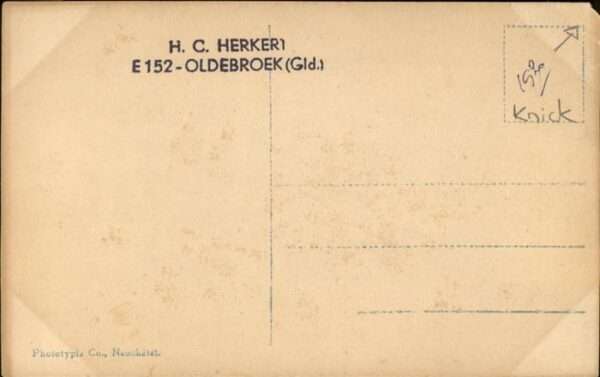 H. C. HERKERT
E 152 - OLDEBROEK (Gld.)
Knick
Phototypie Co., Neuchâtel.